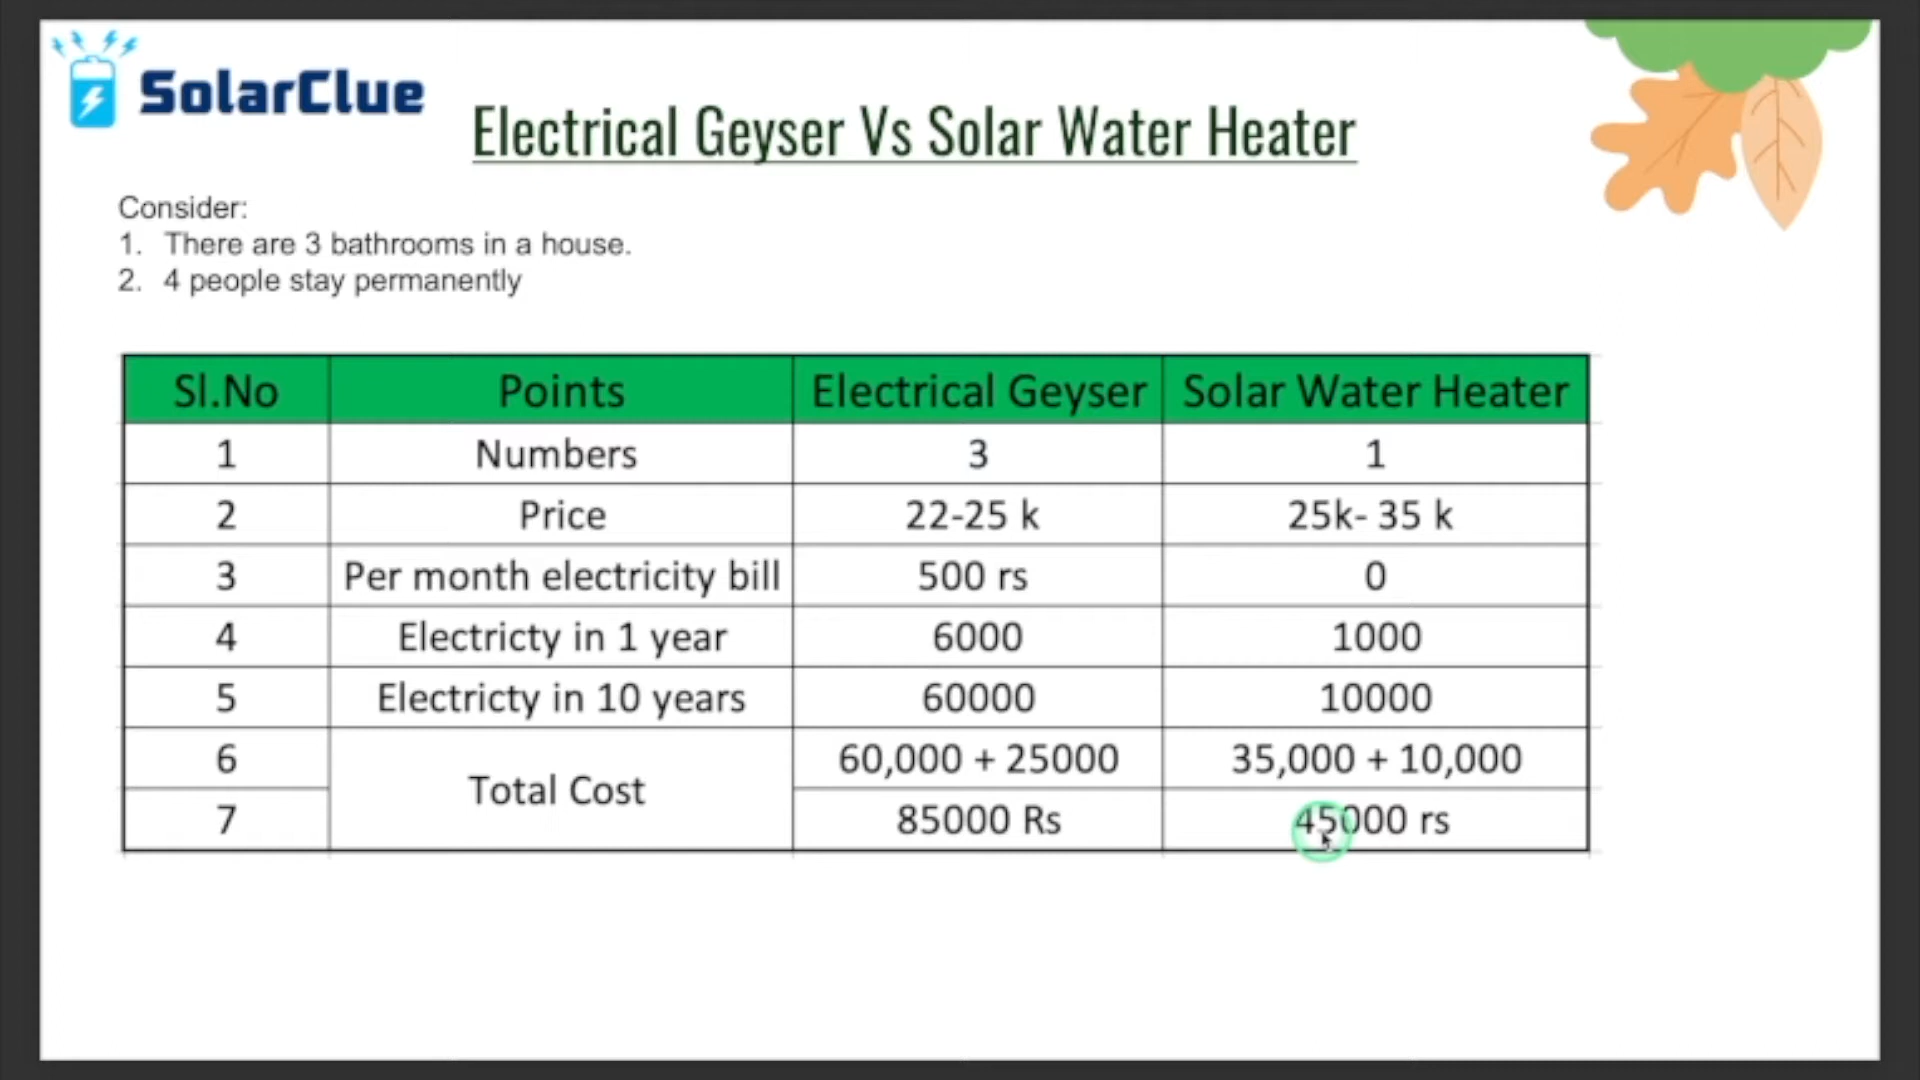 SolarClue
Electrical Geyser Vs Solar Water Heater
Consider:
1. There are 3 bathrooms in a house.
2. 4 people stay permanently
Sl.No Points Electrical Geyser Solar Water Heater
1 Numbers 3 1
2 Price 22-25 k 25k- 35 k
3 Per month electricity bill 500 rs 0
4 Electricty in 1 year 6000 1000
5 Electricty in 10 years 60000 10000
6 60,000 + 25000 35,000 + 10,000
Total Cost
7 85000 Rs 45000 rs